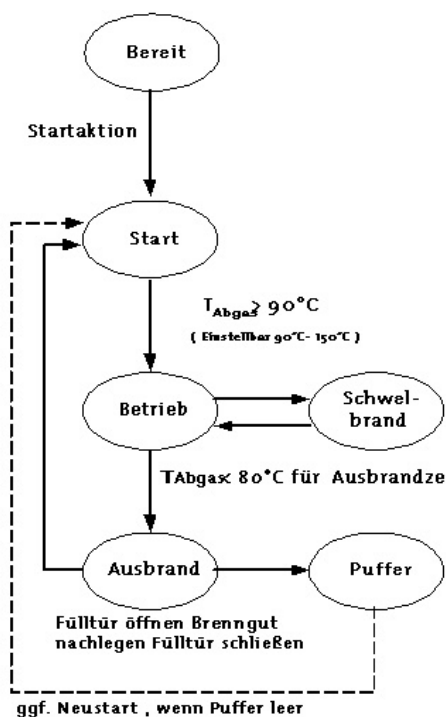 Bereit
Startaktion
Start
TAbgas> 90°C
( Einstellbar 90°C- 150°C )
Betrieb
Schwel-
brand
TAbgas< 80°C für Ausbrandze
Ausbrand
Puffer
Fülltür öffnen Brenngut
nachlegen Fülltür schließen
ggf. Neustart , wenn Puffer leer